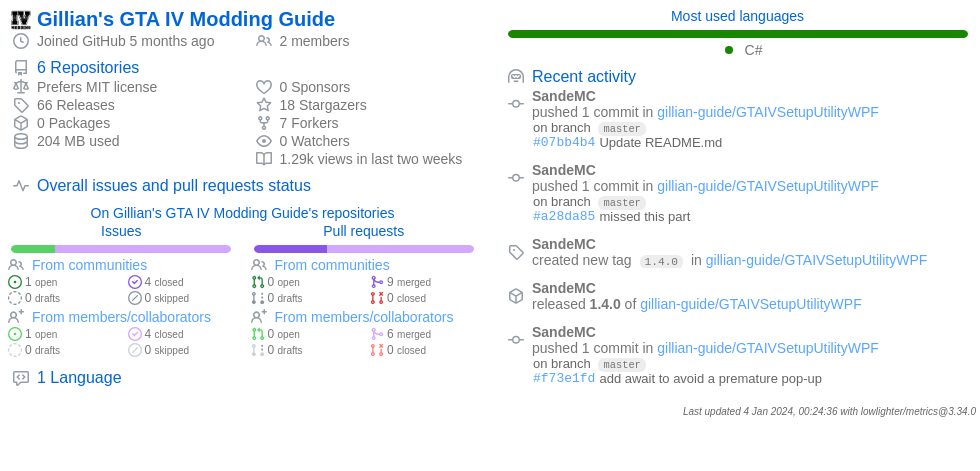 Gillian's GTA IV Modding Guide
Joined GitHub 5 months ago
2 members
6 Repositories
Prefers MIT license
66 Releases
0 Packages
204 MB used
0 Sponsors
18 Stargazers
7 Forkers
0 Watchers
1.29k views in last two weeks
Overall issues and pull requests status
On Gillian's GTA IV Modding Guide's repositories
Issues
From communities
1 open
4 closed
0 drafts
0 skipped
From members/collaborators
1 open
4 closed
0 drafts
0 skipped
Pull requests
From communities
0 open
9 merged
0 drafts
0 closed
From members/collaborators
0 open
6 merged
0 drafts
0 closed
1 Language
Most used languages
C#
Recent activity
SandeMC
pushed 1 commit in gillian-guide/GTAIVSetupUtilityWPF
on branch master
#07bb4b4 Update README.md
SandeMC
pushed 1 commit in gillian-guide/GTAIVSetupUtilityWPF
on branch master
#a28da85 missed this part
SandeMC
created new tag 1.4.0 in gillian-guide/GTAIVSetupUtilityWPF
SandeMC
released 1.4.0 of gillian-guide/GTAIVSetupUtilityWPF
SandeMC
pushed 1 commit in gillian-guide/GTAIVSetupUtilityWPF
on branch master
#f73e1fd add await to avoid a premature pop-up
Last updated 4 Jan 2024, 00:24:36 with lowlighter/metrics@3.34.0